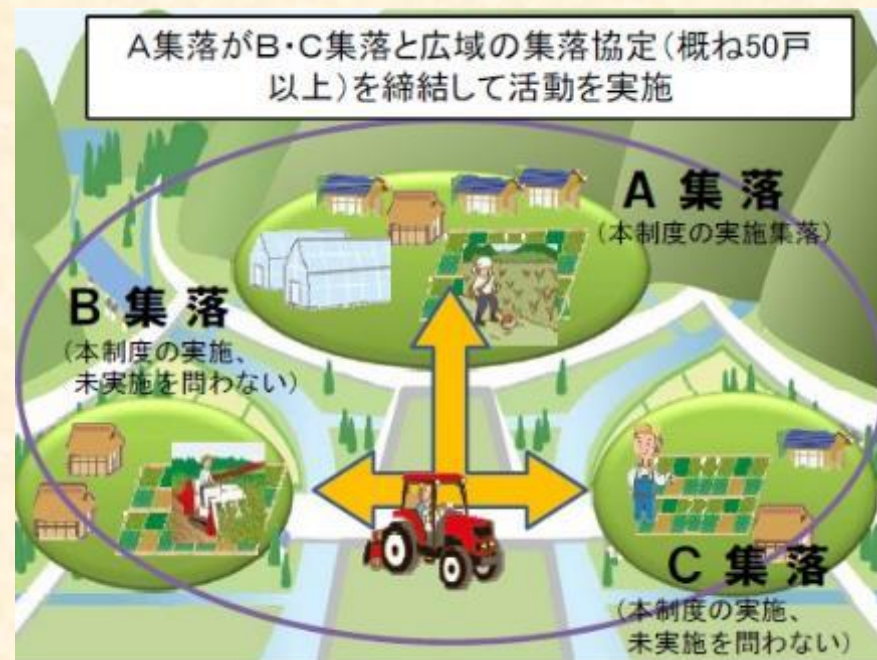 A集落がB・C集落と広域の集落協定(概ね50戸
以上)を締結して活動を実施
A 集 落
(本制度の実施集落)
B 集 落
(本制度の実施、
未実施を問わない)
C 集 落
(本制度の実施、
未実施を問わない)